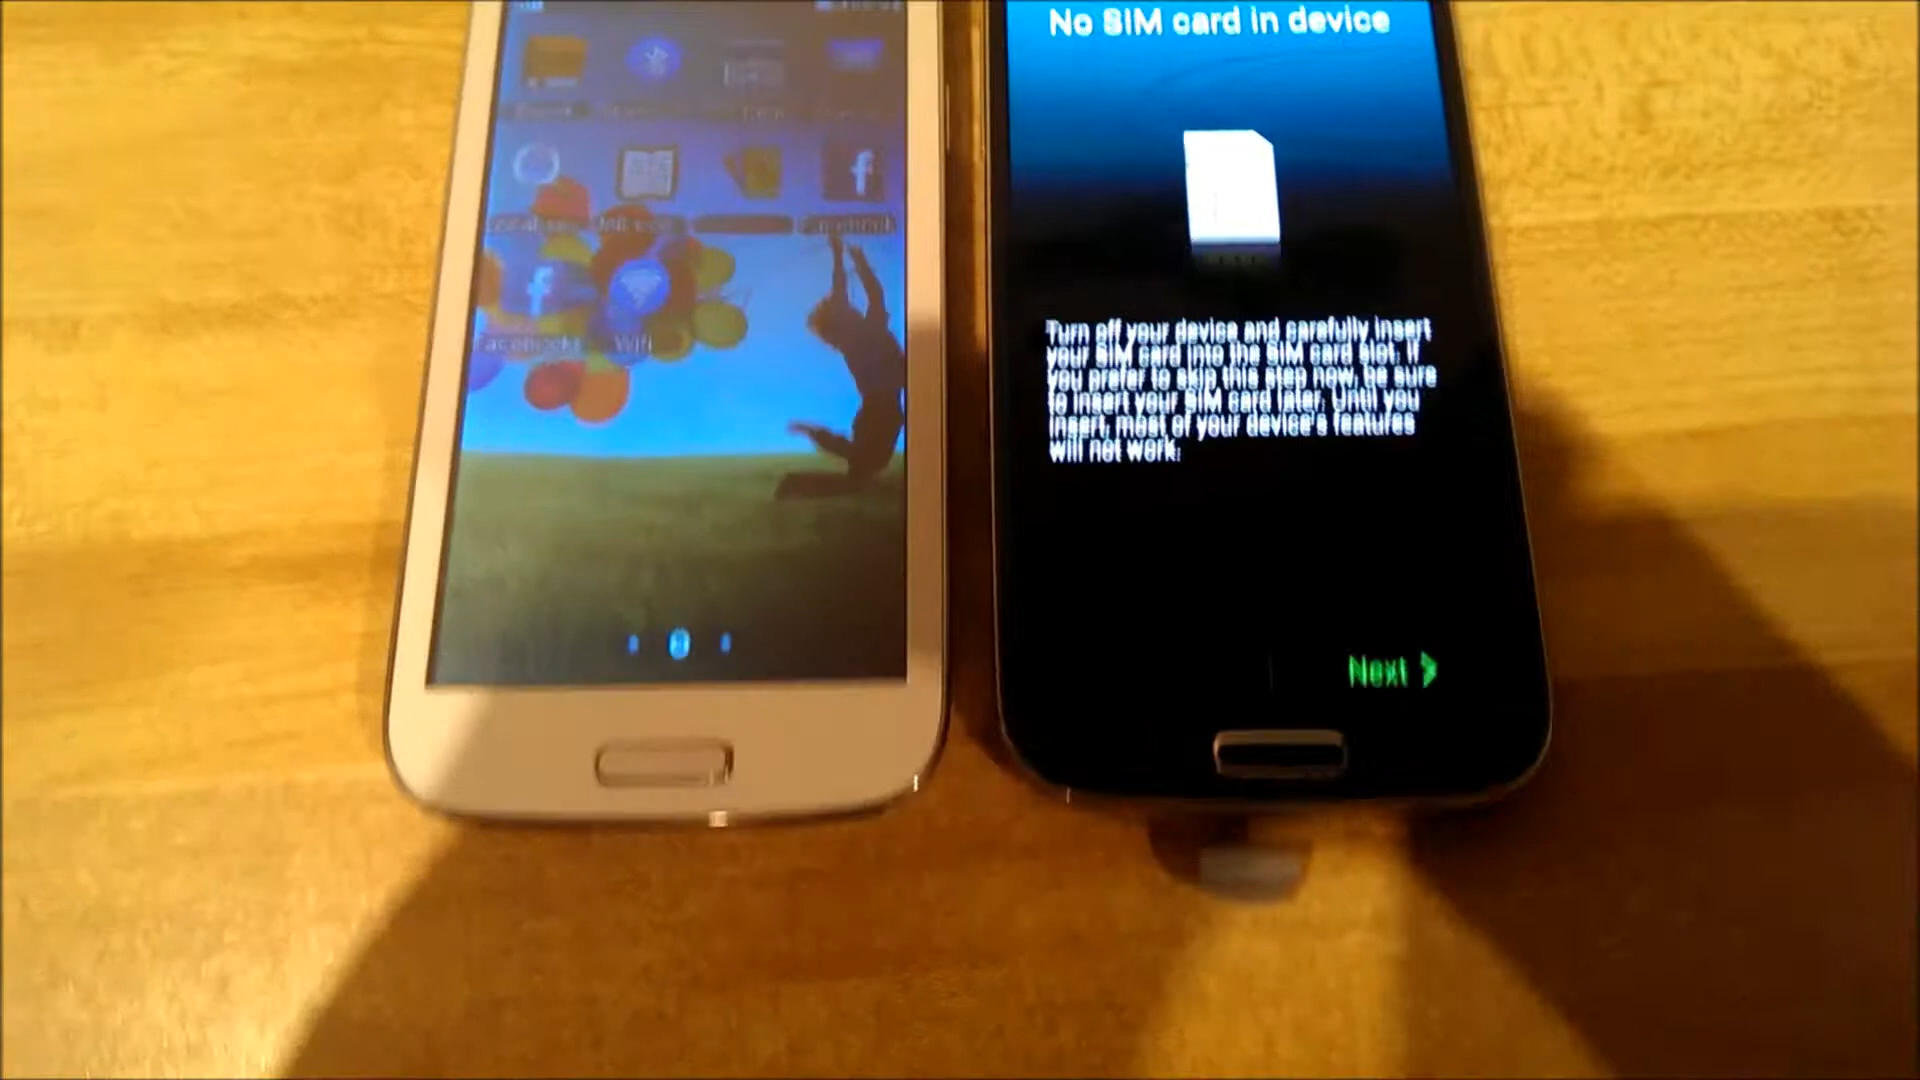 No SIM card in device
Turn off your device and carefully insert
your SIM card into the SIM card slot. If
you prefer to skip this step now, be sure
to insert your SIM card later. Until you
insert, most of your device's features
will not work.
Next
f
Facebook
f
Facebooks
Wifi